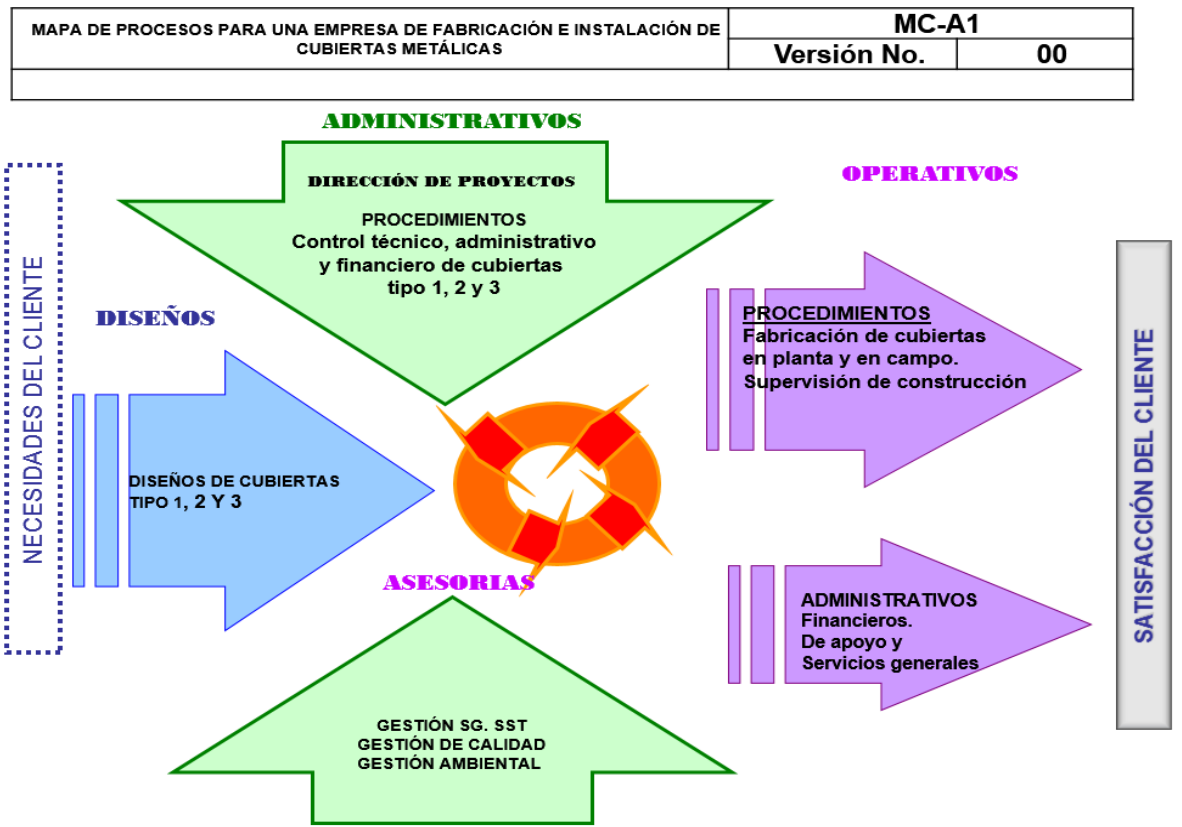 MAPA DE PROCESOS PARA UNA EMPRESA DE FABRICACIÓN E INSTALACIÓN DE
CUBIERTAS METÁLICAS
MC-A1
Versión No.
00
ADMINISTRATIVOS
DIRECCIÓN DE PROYECTOS
PROCEDIMIENTOS
Control técnico, administrativo
y financiero de cubiertas
tipo 1, 2 y 3
NECESIDADES DEL CLIENTE
DISEÑOS
DISEÑOS DE CUBIERTAS
TIPO 1, 2 Y 3
OPERATIVOS
PROCEDIMIENTOS
Fabricación de cubiertas
en planta y en campo.
Supervisión de construcción
ASESORIAS
GESTIÓN SG. SST
GESTIÓN DE CALIDAD
GESTIÓN AMBIENTAL
ADMINISTRATIVOS
Financieros.
De apoyo y
Servicios generales
SATISFACCIÓN DEL CLIENTE